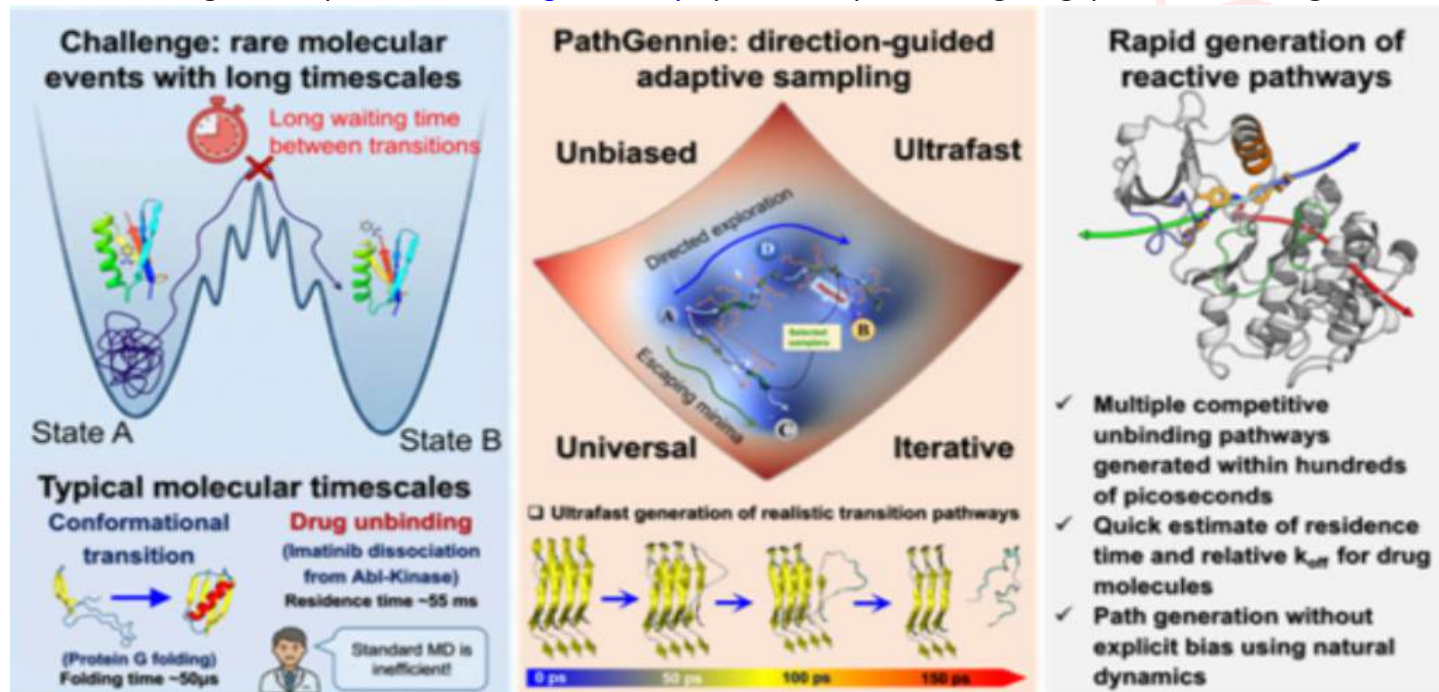 Challenge: rare molecular
events with long timescales
Long waiting time
between transitions
State A
State B
Typical molecular timescales
Conformational
transition
(Protein G folding)
Folding time ~50µs
Drug unbinding
(Imatinib dissociation
from Abl-Kinase)
Residence time ~55 ms
Standard MD is
inefficient!
PathGennie: direction-guided
adaptive sampling
Unbiased
Ultrafast
Directed exploration
D
A
B
Selected
samplers
Escaping minima
C
Universal
Iterative
❑ Ultrafast generation of realistic transition pathways
0 ps
50 ps
100 ps
150 ps
Rapid generation of
reactive pathways
✓ Multiple competitive
unbinding pathways
generated within hundreds
of picoseconds
✓ Quick estimate of residence
time and relative koff for drug
molecules
✓ Path generation without
explicit bias using natural
dynamics